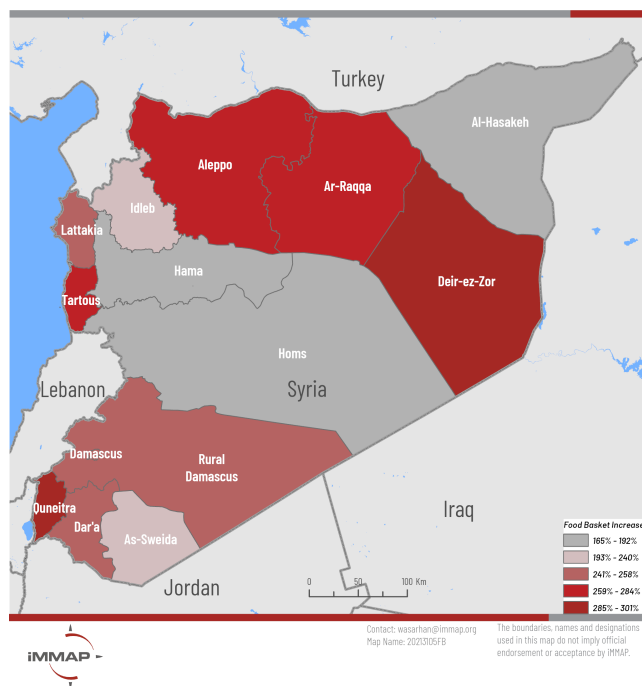 Turkey
Al-Hasakeh
Aleppo
Ar-Raqqa
Idleb
Lattakia
Hama
Deir-ez-Zor
Tartous
Homs
Lebanon
Syria
Damascus
Rural
Damascus
Quneitra
Dar'a
As-Sweida
Iraq
Jordan
0 50 100 Km
Food Basket Increase
165% - 192%
193% - 240%
241% - 258%
259% - 284%
285% - 301%
iMMAP
Contact: wasarhan@immap.org
Map Name: 20213105FB
The boundaries, names and designations
used in this map do not imply official
endorsement or acceptance by iMMAP.